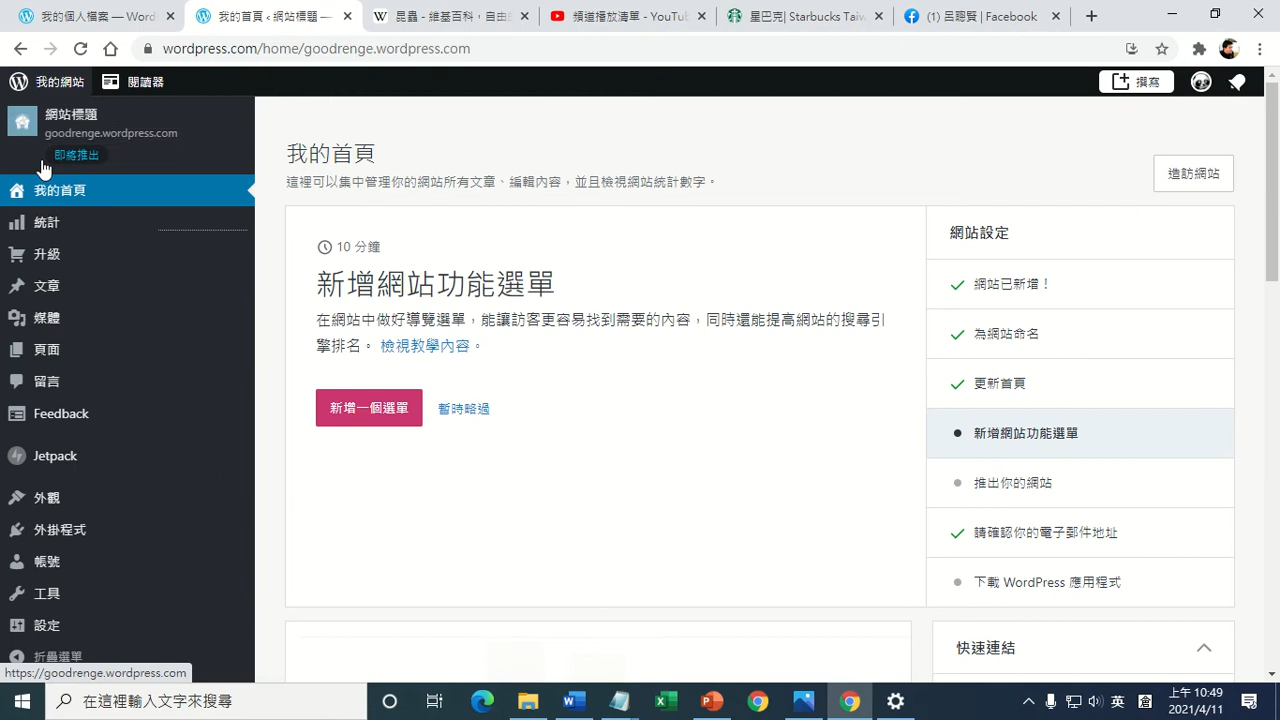 我的個人檔案 — Word
我的首頁 ‹ 網站標題 —
昆蟲 - 維基百科，自由
頻道播放清單 - YouTu
星巴克| Starbucks Taiw
(1) 呂聰賢 | Facebook
wordpress.com/home/goodrenge.wordpress.com
我的網站
閱讀器
撰寫
網站標題
goodrenge.wordpress.com
即將推出
我的首頁
統計
升級
文章
媒體
頁面
留言
Feedback
Jetpack
外觀
外掛程式
帳號
工具
設定
折疊選單
https://goodrenge.wordpress.com
我的首頁
這裡可以集中管理你的網站所有文章、編輯內容，並且檢視網站統計數字。
造訪網站
10 分鐘
新增網站功能選單
在網站中做好導覽選單，能讓訪客更容易找到需要的內容，同時還能提高網站的搜尋引
擎排名。 檢視教學內容。
新增一個選單
暫時略過
網站設定
網站已新增！
為網站命名
更新首頁
新增網站功能選單
推出你的網站
請確認你的電子郵件地址
下載 WordPress 應用程式
快速連結
在這裡輸入文字來搜尋
英
上午 10:49
2021/4/11